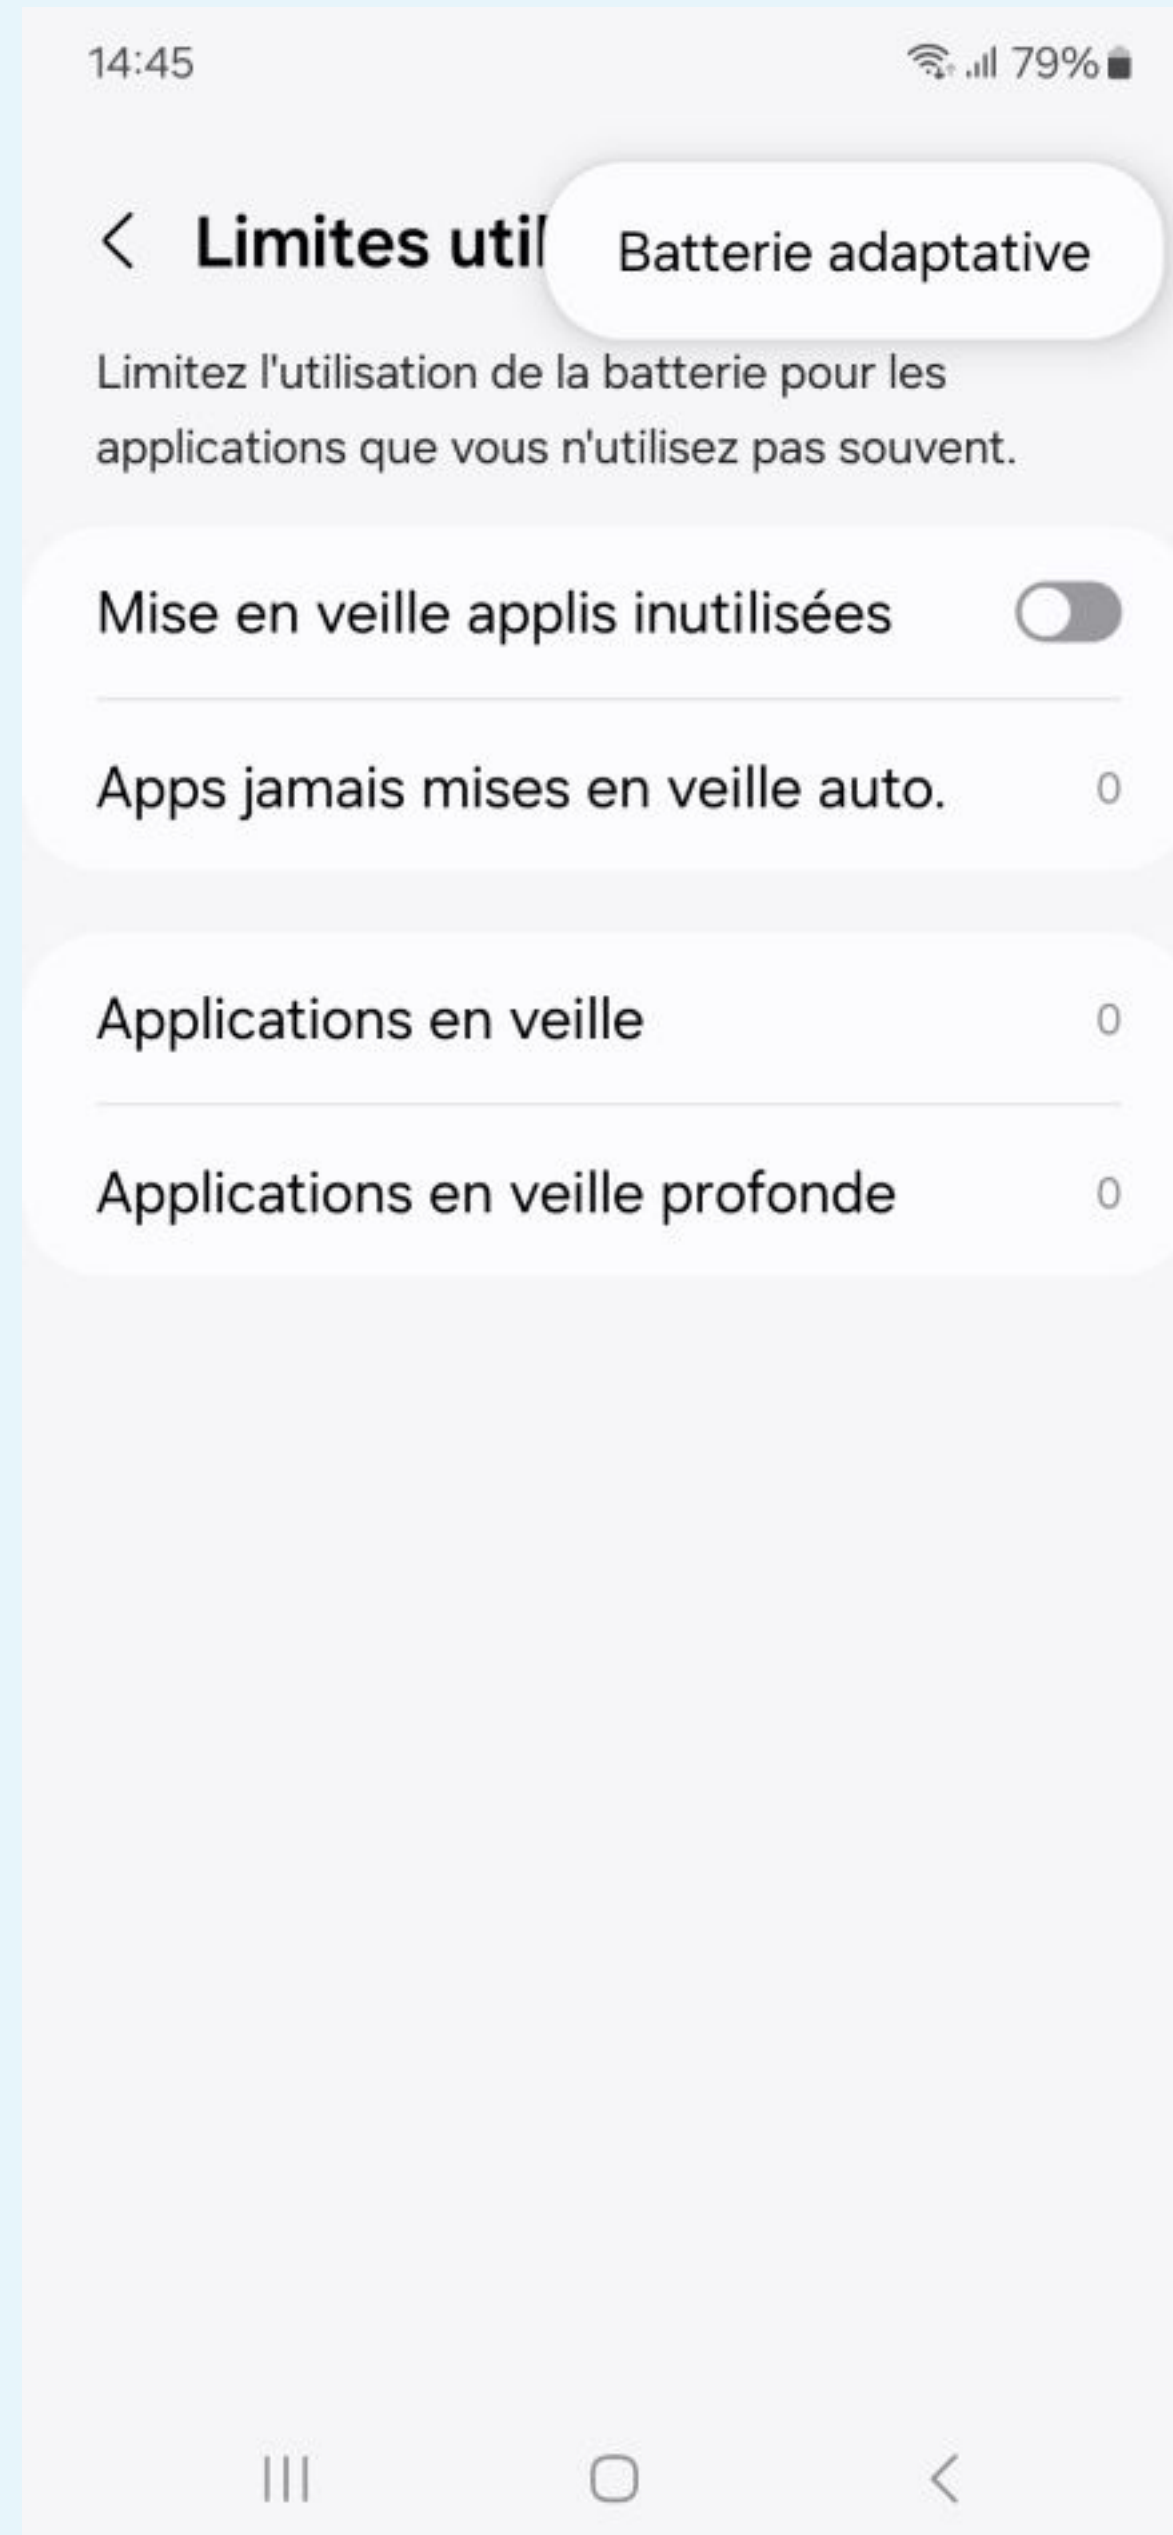 14:45
79%
Limites util
Batterie adaptative
Limitez l'utilisation de la batterie pour les
applications que vous n'utilisez pas souvent.
Mise en veille applis inutilisées
Apps jamais mises en veille auto. 0
Applications en veille 0
Applications en veille profonde 0